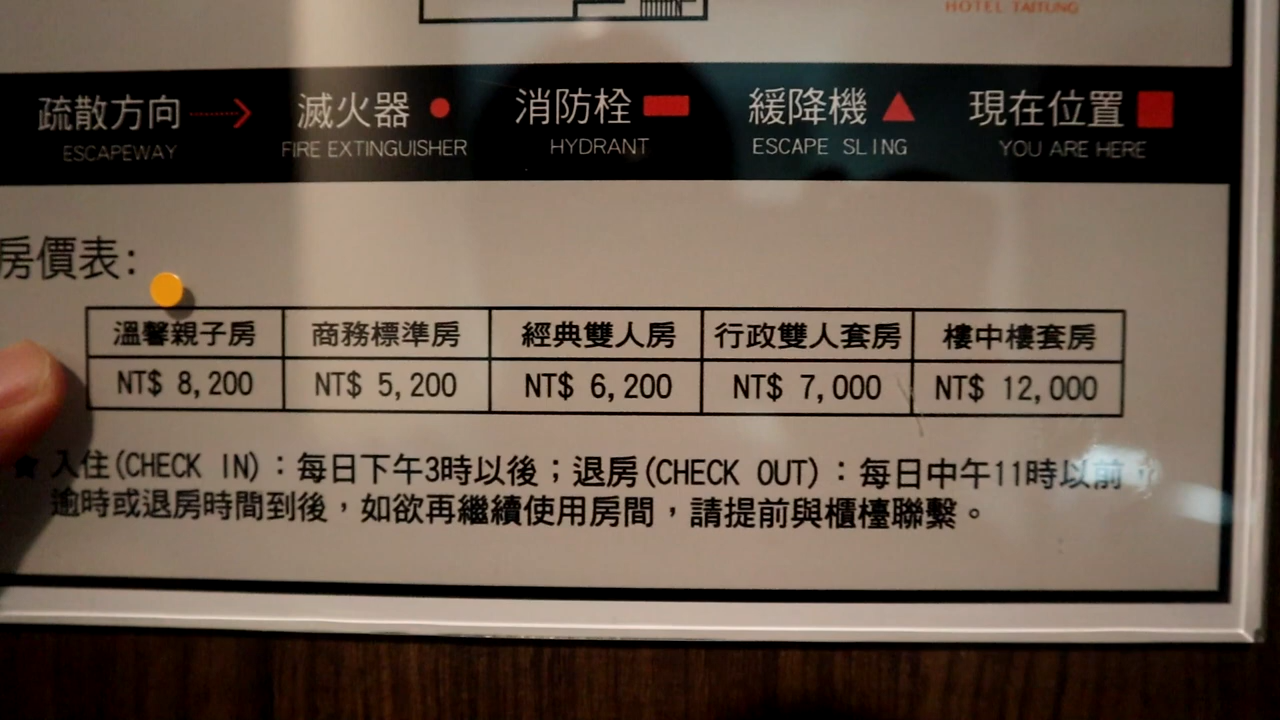 HOTEL TAITUNG
疏散方向 滅火器 消防栓 緩降機 現在位置
ESCAPEWAY FIRE EXTINGUISHER HYDRANT ESCAPE SLING YOU ARE HERE
房價表:
溫馨親子房 商務標準房 經典雙人房 行政雙人套房 樓中樓套房
NT$ 8,200 NT$ 5,200 NT$ 6,200 NT$ 7,000 NT$ 12,000
★ 入住(CHECK IN)：每日下午3時以後；退房(CHECK OUT)：每日中午11時以前，
逾時或退房時間到後，如欲再繼續使用房間，請提前與櫃檯聯繫。